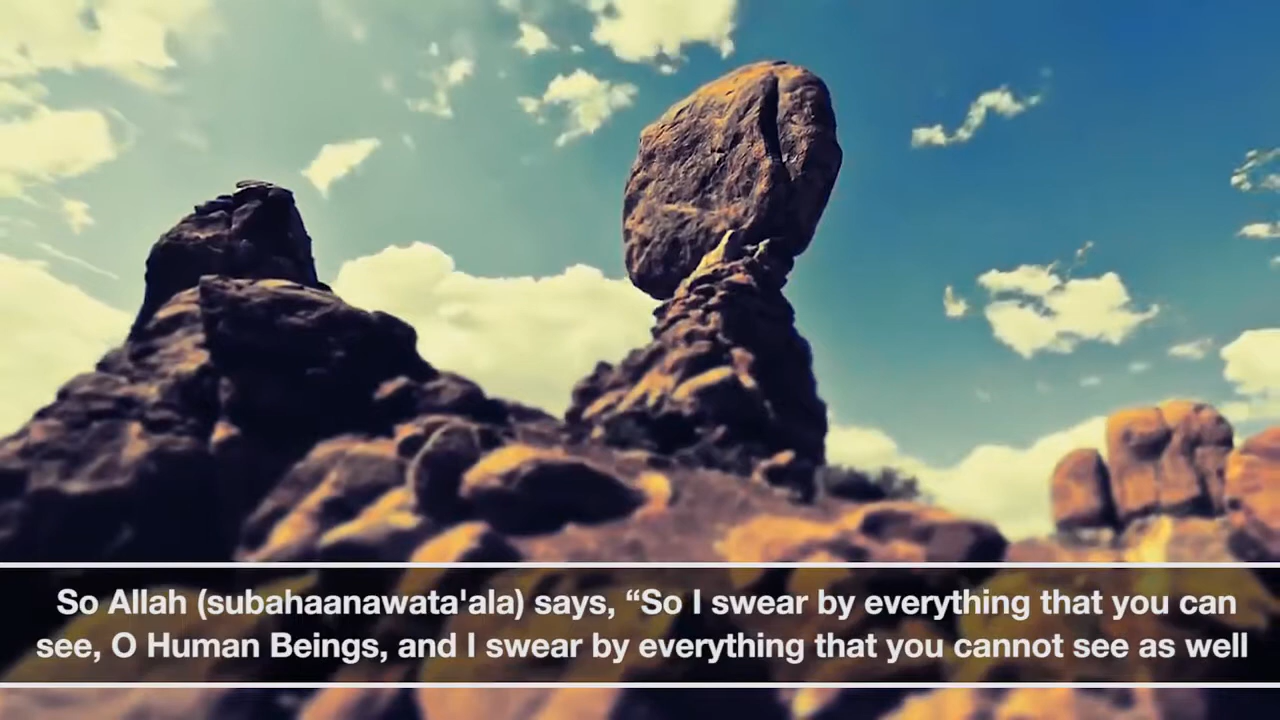 So Allah (subahaanawata'ala) says, “So I swear by everything that you can
see, O Human Beings, and I swear by everything that you cannot see as well